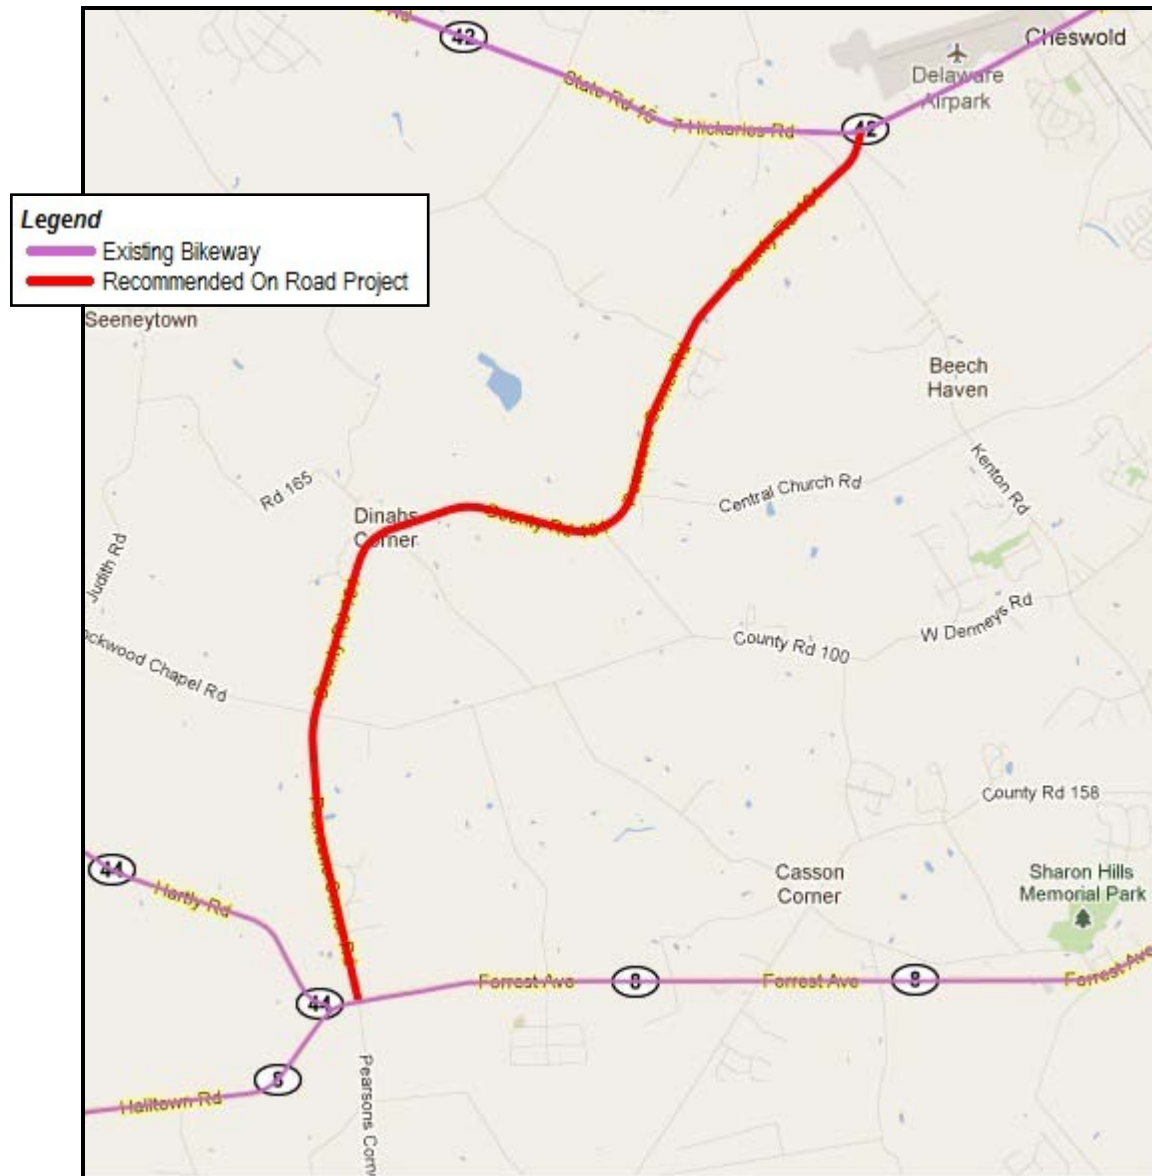 Rd
42
Cheswold
Delaware
Airpark
State Rd 45
7 Hickories Rd
42
Legend
Existing Bikeway
Recommended On Road Project
Seeneytown
Beech
Haven
Kenton Rd
Central Church Rd
Rd 165
Dinahs
Corner
Judith Rd
ockwood Chapel Rd
County Rd 100
W Denneys Rd
County Rd 158
Casson
Corner
Sharon Hills
Memorial Park
44
Hartly Rd
44
Forrest Ave
8
Forrest Ave
8
Forrest Ave
Halltown Rd
Pearsons Corn